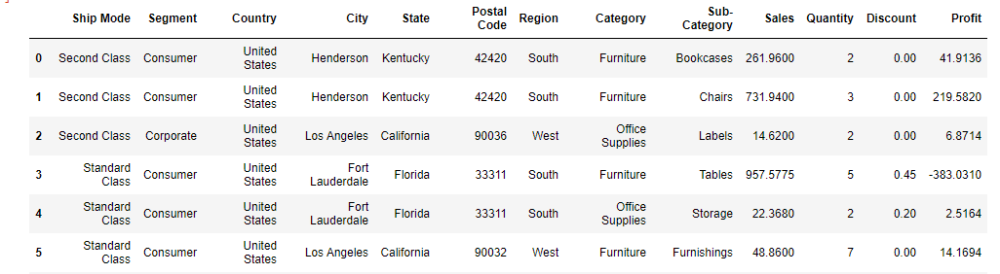 Ship Mode Segment Country City State Postal Code Region Category Sub-Category Sales Quantity Discount Profit
0 Second Class Consumer United States Henderson Kentucky 42420 South Furniture Bookcases 261.9600 2 0.00 41.9136
1 Second Class Consumer United States Henderson Kentucky 42420 South Furniture Chairs 731.9400 3 0.00 219.5820
2 Second Class Corporate United States Los Angeles California 90036 West Office Supplies Labels 14.6200 2 0.00 6.8714
3 Standard Class Consumer United States Fort Lauderdale Florida 33311 South Furniture Tables 957.5775 5 0.45 -383.0310
4 Standard Class Consumer United States Fort Lauderdale Florida 33311 South Office Supplies Storage 22.3680 2 0.20 2.5164
5 Standard Class Consumer United States Los Angeles California 90032 West Furniture Furnishings 48.8600 7 0.00 14.1694